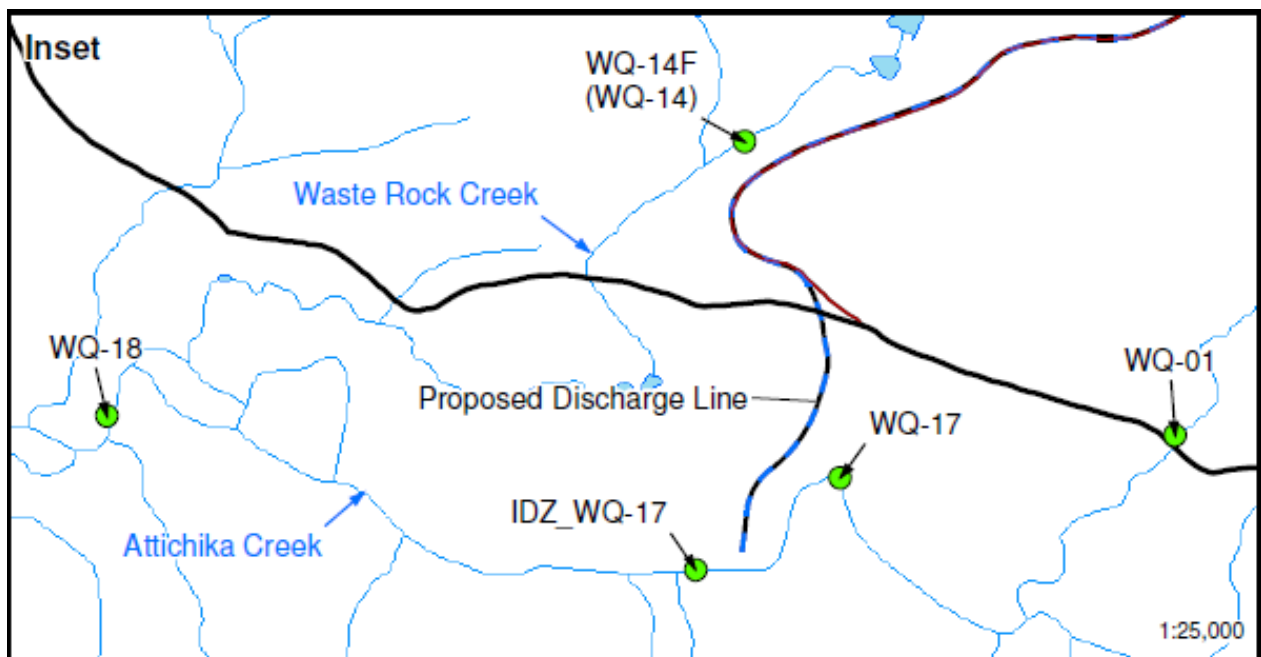 Inset
WQ-14F
(WQ-14)
Waste Rock Creek
WQ-18
WQ-01
Proposed Discharge Line
WQ-17
IDZ_WQ-17
Attichika Creek
1:25,000